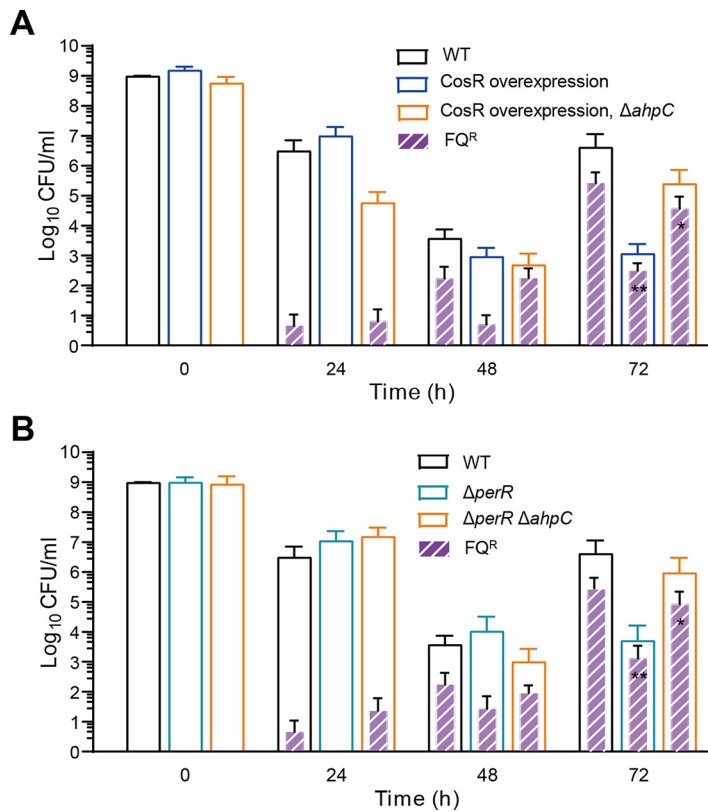 A
WT
CosR overexpression
CosR overexpression, ΔahpC
FQᴿ
Log₁₀ CFU/ml
10
9
8
7
6
5
4
3
2
1
0
*
**
0 24 48 72
Time (h)
B
WT
ΔperR
ΔperR ΔahpC
FQᴿ
Log₁₀ CFU/ml
10
9
8
7
6
5
4
3
2
1
0
*
**
0 24 48 72
Time (h)